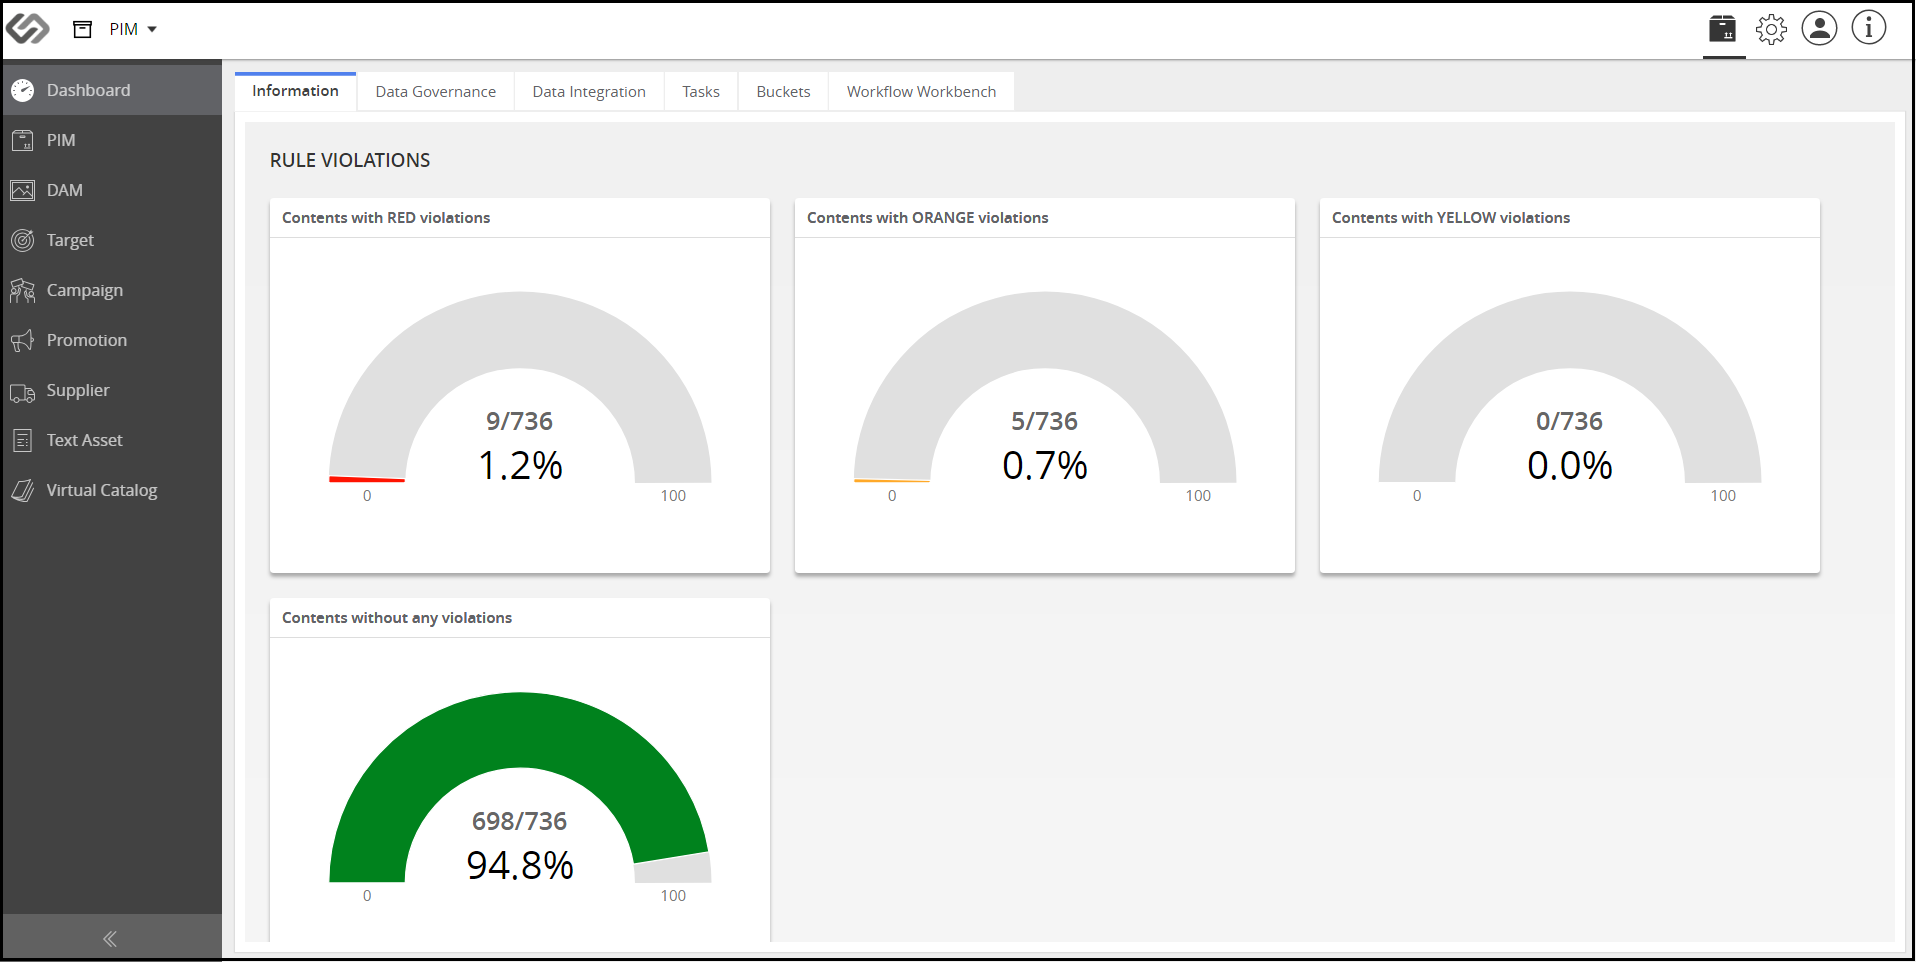 PIM
Dashboard
PIM
DAM
Target
Campaign
Promotion
Supplier
Text Asset
Virtual Catalog
Information
Data Governance
Data Integration
Tasks
Buckets
Workflow Workbench
RULE VIOLATIONS
Contents with RED violations
9/736
1.2%
0
100
Contents with ORANGE violations
5/736
0.7%
0
100
Contents with YELLOW violations
0/736
0.0%
0
100
Contents without any violations
698/736
94.8%
0
100